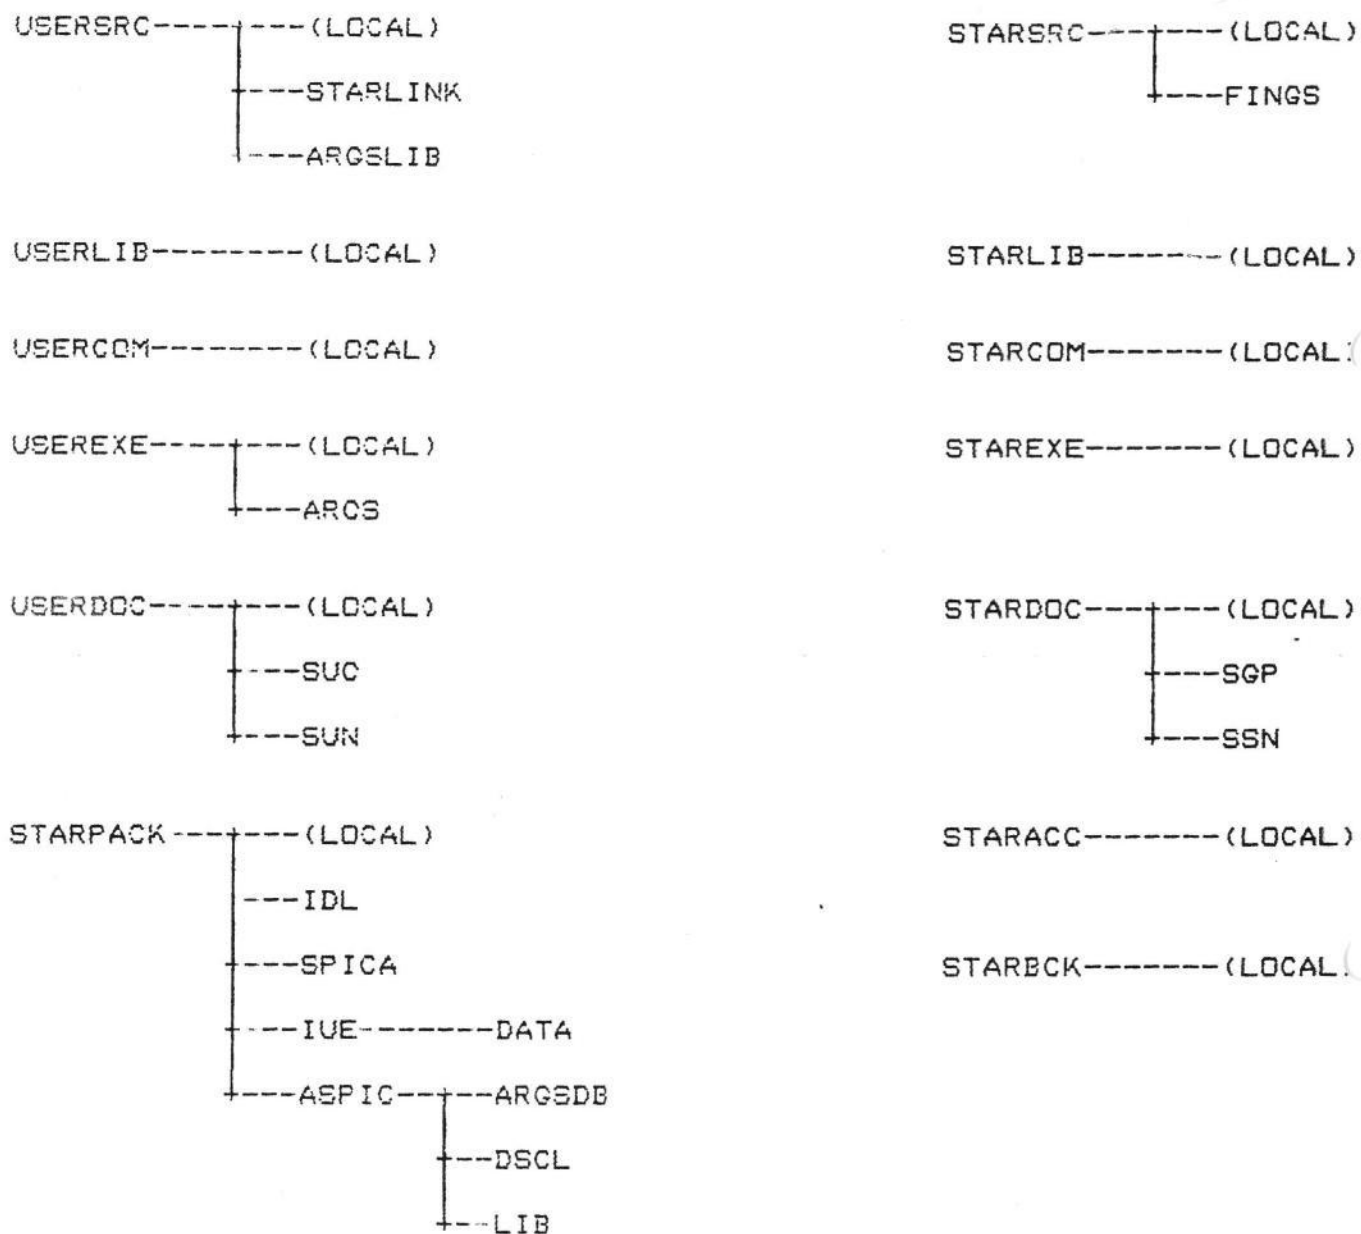 USERSRC-----+----(LOCAL) STARSRC----+----(LOCAL)
+----STARLINK +----FINGS
----ARGSLIB
USERLIB---------(LOCAL) STARLIB--------(LOCAL)
USERCOM---------(LOCAL) STARCOM--------(LOCAL)
USEREXE-----+----(LOCAL) STAREXE--------(LOCAL)
+----ARGS
USERDOC-----+----(LOCAL) STARDOC----+----(LOCAL)
+----SUC +----SGP
+----SUN +----SSN
STARPACK----+----(LOCAL) STARACC--------(LOCAL)
----IDL
+----SPICA STARBCK--------(LOCAL)
+----IUE--------DATA
+----ASPIC---+---ARGSDB
+---DSCL
+---LIB